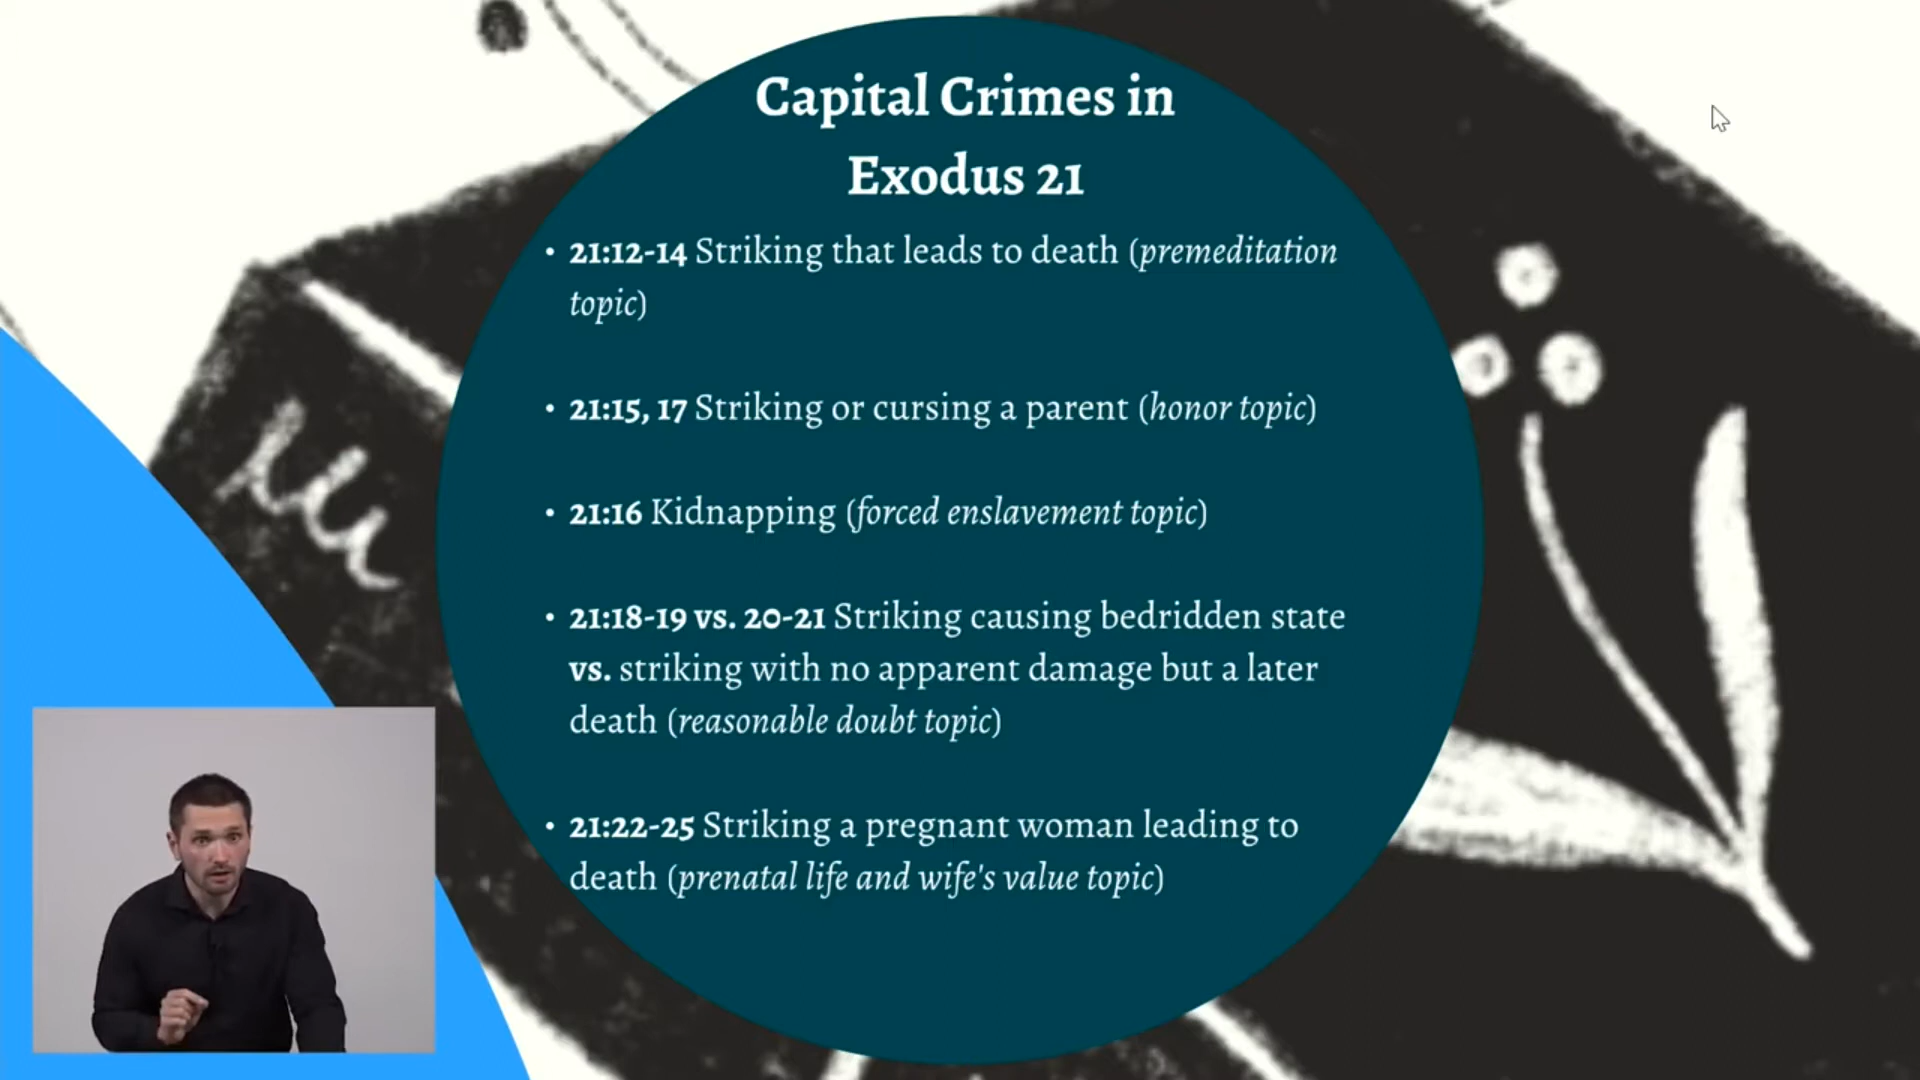 Capital Crimes in
Exodus 21
• 21:12-14 Striking that leads to death (premeditation
topic)
• 21:15, 17 Striking or cursing a parent (honor topic)
• 21:16 Kidnapping (forced enslavement topic)
• 21:18-19 vs. 20-21 Striking causing bedridden state
vs. striking with no apparent damage but a later
death (reasonable doubt topic)
• 21:22-25 Striking a pregnant woman leading to
death (prenatal life and wife's value topic)